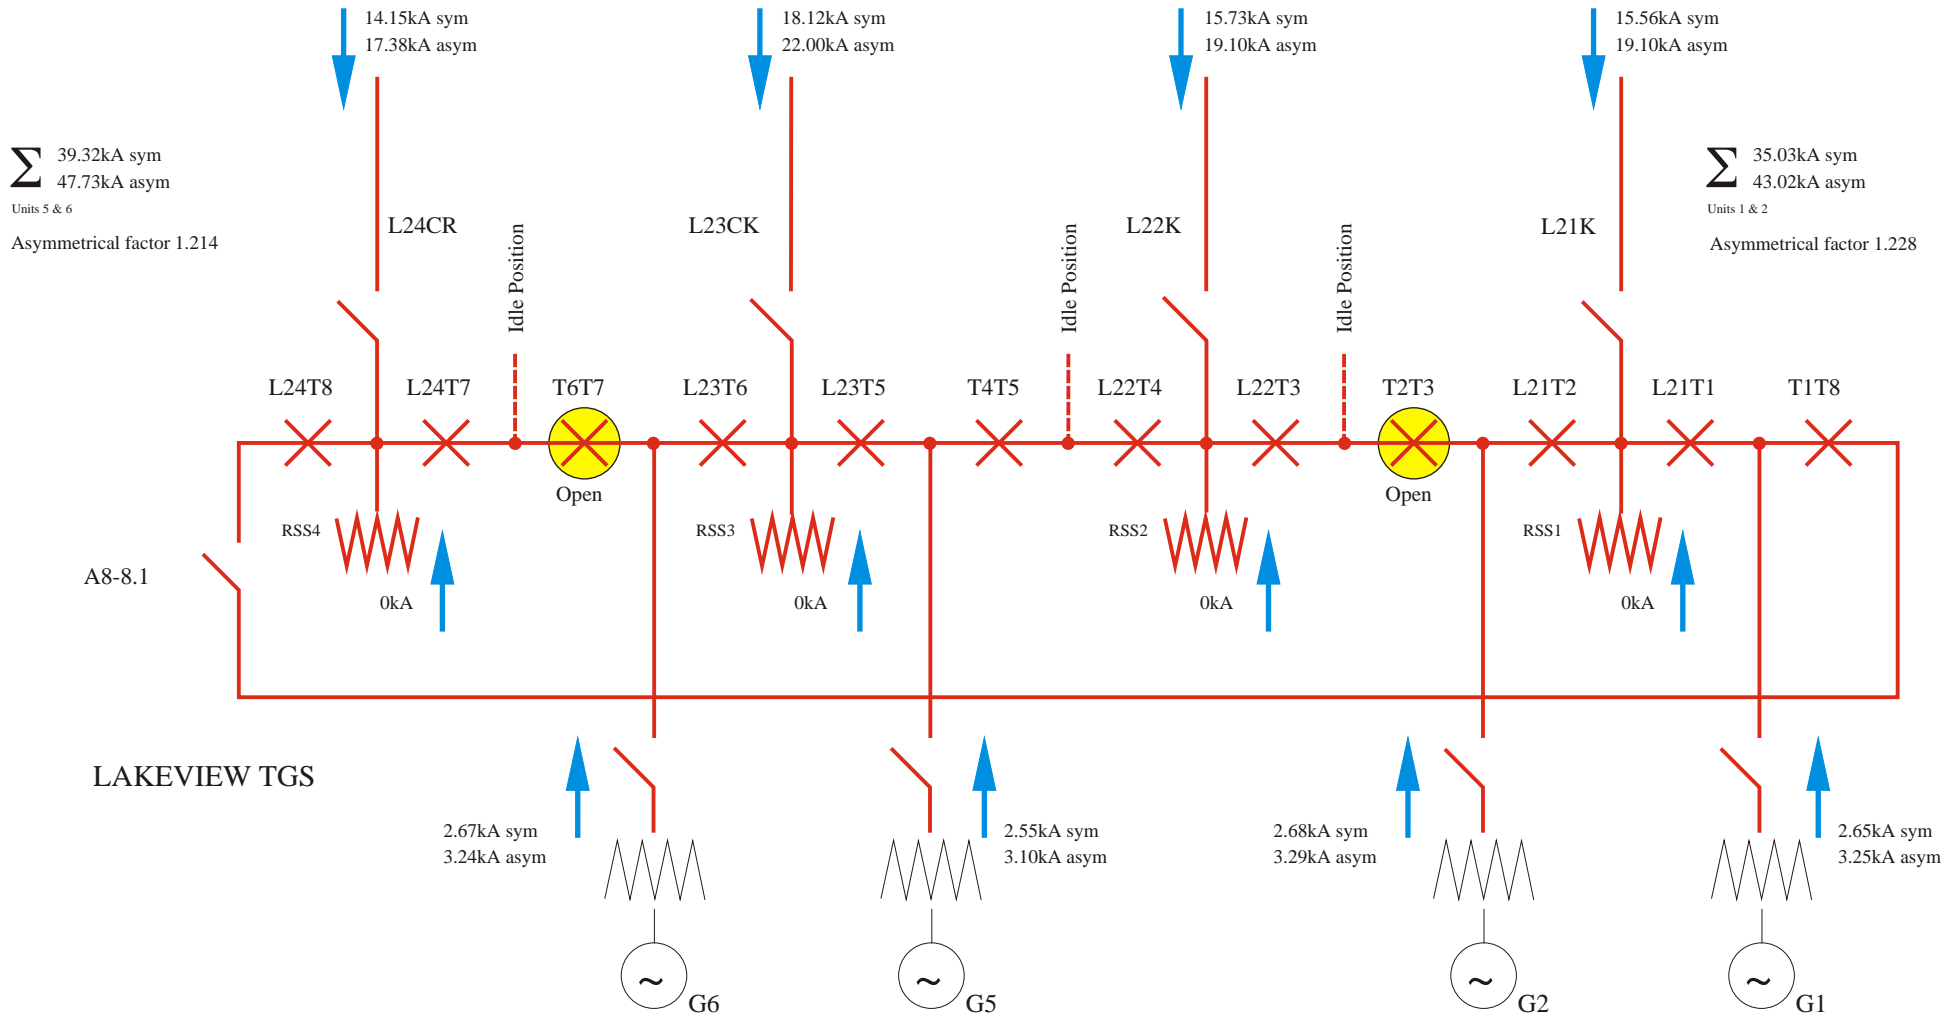 14.15kA sym
17.38kA asym
18.12kA sym
22.00kA asym
15.73kA sym
19.10kA asym
15.56kA sym
19.10kA asym
Σ 39.32kA sym
47.73kA asym
Units 5 & 6
Asymmetrical factor 1.214
Σ 35.03kA sym
43.02kA asym
Units 1 & 2
Asymmetrical factor 1.228
L24CR
L23CK
L22K
L21K
Idle Position
Idle Position
Idle Position
L24T8
L24T7
T6T7
L23T6
L23T5
T4T5
L22T4
L22T3
T2T3
L21T2
L21T1
T1T8
Open
Open
RSS4
RSS3
RSS2
RSS1
A8-8.1
0kA
0kA
0kA
0kA
LAKEVIEW TGS
2.67kA sym
3.24kA asym
2.55kA sym
3.10kA asym
2.68kA sym
3.29kA asym
2.65kA sym
3.25kA asym
~
~
~
~
G6
G5
G2
G1